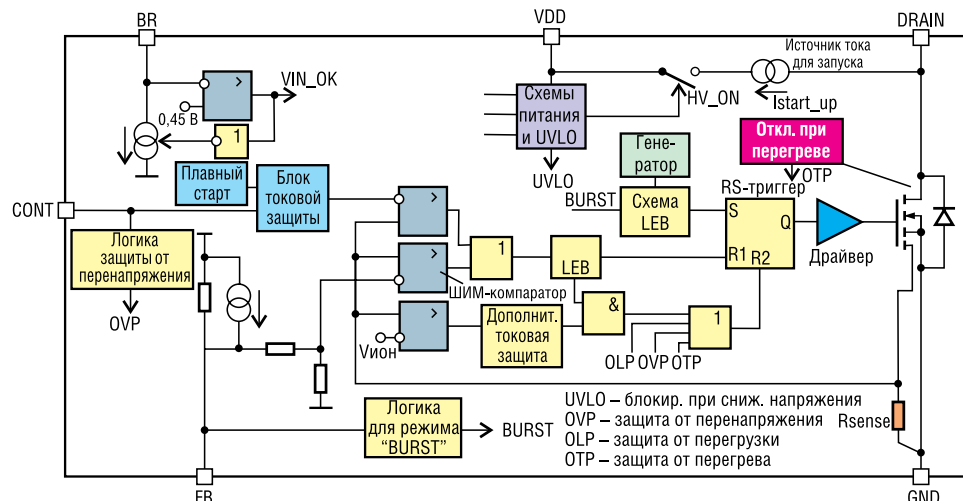 BR
VDD
DRAIN
Источник тока
для запуска
VIN_OK
0,45 В
1
Схемы
питания
и UVLO
HV_ON
Istart_up
UVLO
Плавный
старт
Блок
токовой
защиты
Гене-
ратор
Откл. при
перегреве
OTP
CONT
BURST
Схема
LEB
RS-триггер
S
Q
R1
R2
Драйвер
Логика
защиты от
перенапряжения
OVP
1
LEB
ШИМ-компаратор
Vион
Дополнит.
токовая
защита
&
1
OLP
OVP
OTP
UVLO – блокир. при сниж. напряжения
OVP – защита от перенапряжения
OLP – защита от перегрузки
OTP – защита от перегрева
Rsense
Логика
для режима
“BURST”
BURST
FB
GND